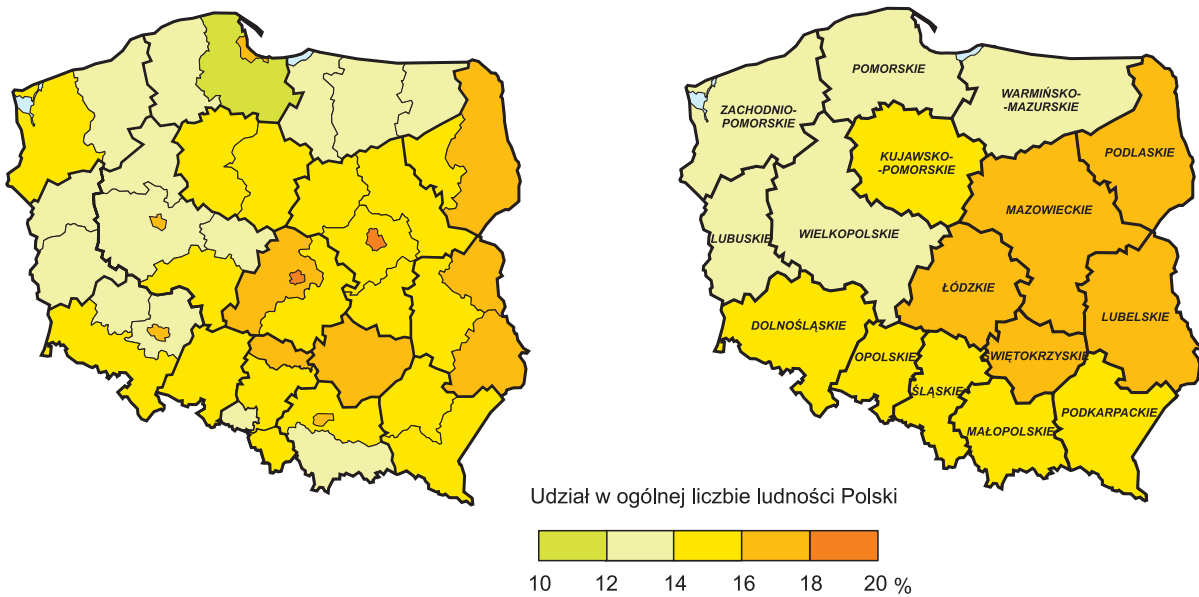 POMORSKIE
WARMIŃSKO-
-MAZURSKIE
ZACHODNIO-
POMORSKIE
KUJAWSKO-
-POMORSKIE
PODLASKIE
MAZOWIECKIE
LUBUSKIE
WIELKOPOLSKIE
ŁÓDZKIE
LUBELSKIE
DOLNOŚLĄSKIE
OPOLSKIE
ŚWIĘTOKRZYSKIE
ŚLĄSKIE
PODKARPACKIE
MAŁOPOLSKIE
Udział w ogólnej liczbie ludności Polski
10 12 14 16 18 20 %